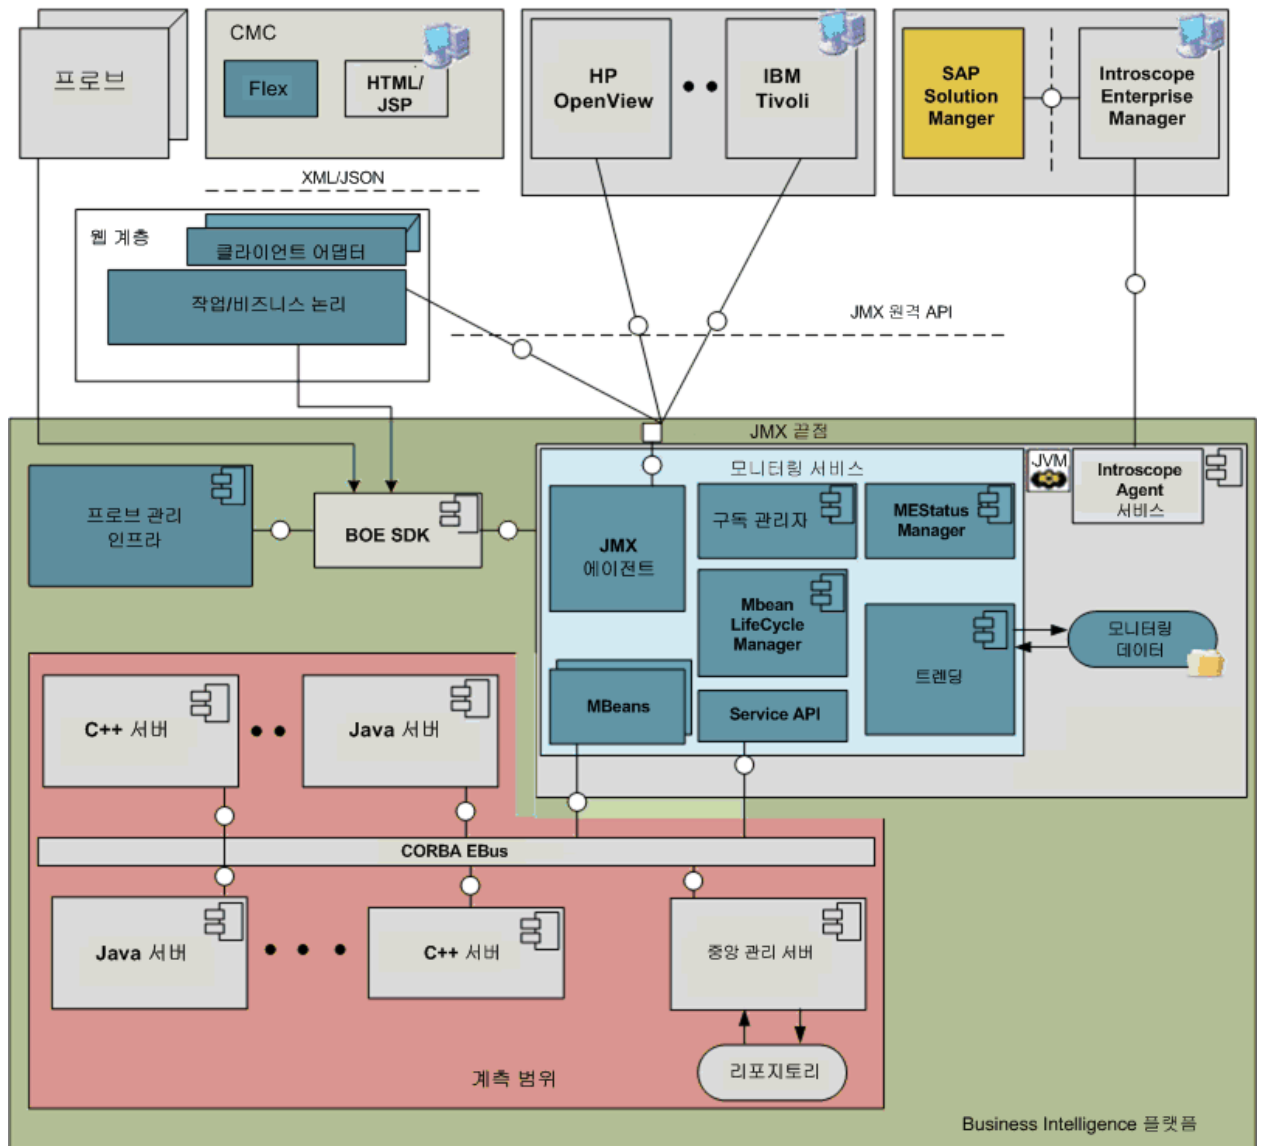 프로브
CMC
Flex
HTML/
JSP
HP
OpenView
IBM
Tivoli
SAP
Solution
Manger
Introscope
Enterprise
Manager
XML/JSON
웹 계층
클라이언트 어댑터
작업/비즈니스 논리
JMX 원격 API
JMX 끝점
모니터링 서비스
JVM
Introscope
Agent
서비스
프로브 관리
인프라
BOE SDK
JMX
에이전트
구독 관리자
MEStatus
Manager
Mbean
LifeCycle
Manager
트렌딩
모니터링
데이터
MBeans
Service API
C++ 서버
Java 서버
CORBA EBus
Java 서버
C++ 서버
중앙 관리 서버
리포지토리
계측 범위
Business Intelligence 플랫폼